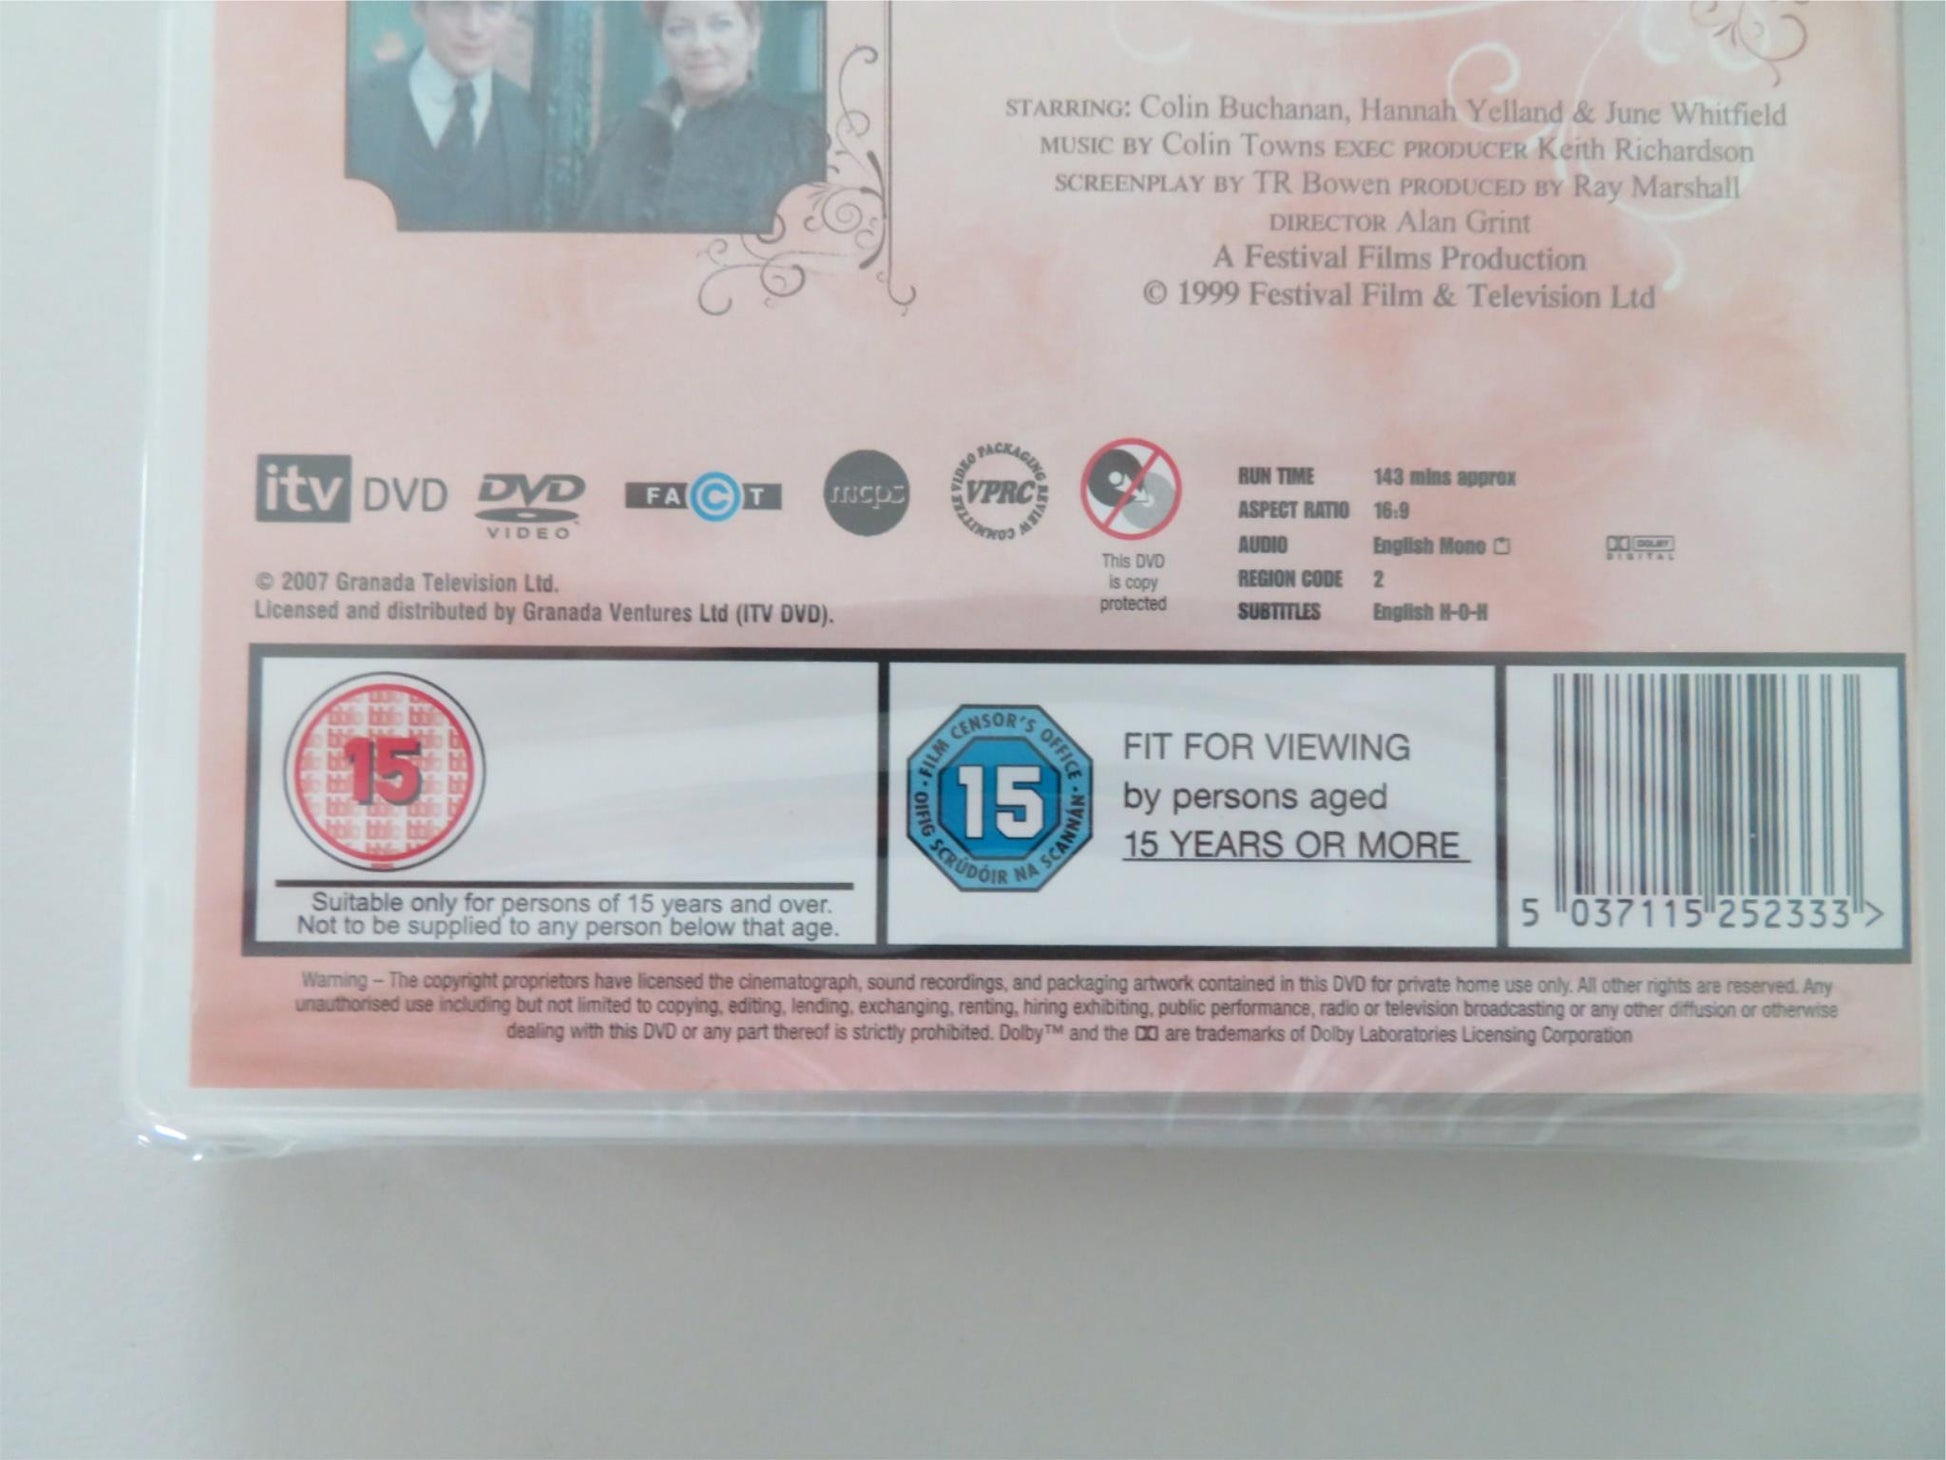 STARRING: Colin Buchanan, Hannah Yelland & June Whitfield
MUSIC BY Colin Towns EXEC PRODUCER Keith Richardson
SCREENPLAY BY TR Bowen PRODUCED BY Ray Marshall
DIRECTOR Alan Grint
A Festival Films Production
© 1999 Festival Film & Television Ltd
itv DVD
DVD VIDEO
FACT
mcps
VIDEO PACKAGING REVIEW COMMITTEE
VPRC
This DVD
is copy
protected
RUN TIME 143 mins approx
ASPECT RATIO 16:9
AUDIO English Mono
REGION CODE 2
SUBTITLES English H-O-H
DOLBY
DIGITAL
© 2007 Granada Television Ltd.
Licensed and distributed by Granada Ventures Ltd (ITV DVD).
15
Suitable only for persons of 15 years and over.
Not to be supplied to any person below that age.
· FILM CENSOR'S OFFICE ·
15
OIFIG SCRÚDÓIR NA SCANNÁN
FIT FOR VIEWING
by persons aged
15 YEARS OR MORE
5 037115 252333 >
Warning – The copyright proprietors have licensed the cinematograph, sound recordings, and packaging artwork contained in this DVD for private home use only. All other rights are reserved. Any
unauthorised use including but not limited to copying, editing, lending, exchanging, renting, hiring exhibiting, public performance, radio or television broadcasting or any other diffusion or otherwise
dealing with this DVD or any part thereof is strictly prohibited. Dolby™ and the DD are trademarks of Dolby Laboratories Licensing Corporation